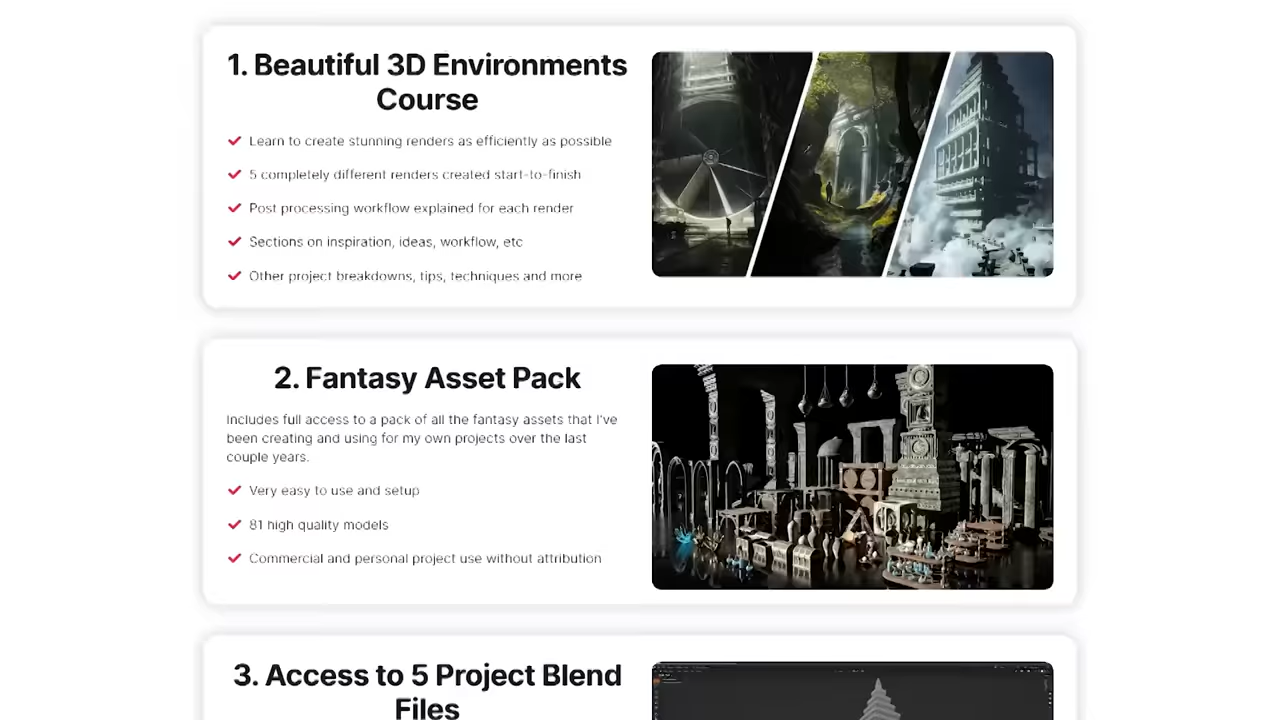 1. Beautiful 3D Environments
Course
Learn to create stunning renders as efficiently as possible
5 completely different renders created start-to-finish
Post processing workflow explained for each render
Sections on inspiration, ideas, workflow, etc
Other project breakdowns, tips, techniques and more
2. Fantasy Asset Pack
Includes full access to a pack of all the fantasy assets that I've
been creating and using for my own projects over the last
couple years.
Very easy to use and setup
81 high quality models
Commercial and personal project use without attribution
3. Access to 5 Project Blend
Files